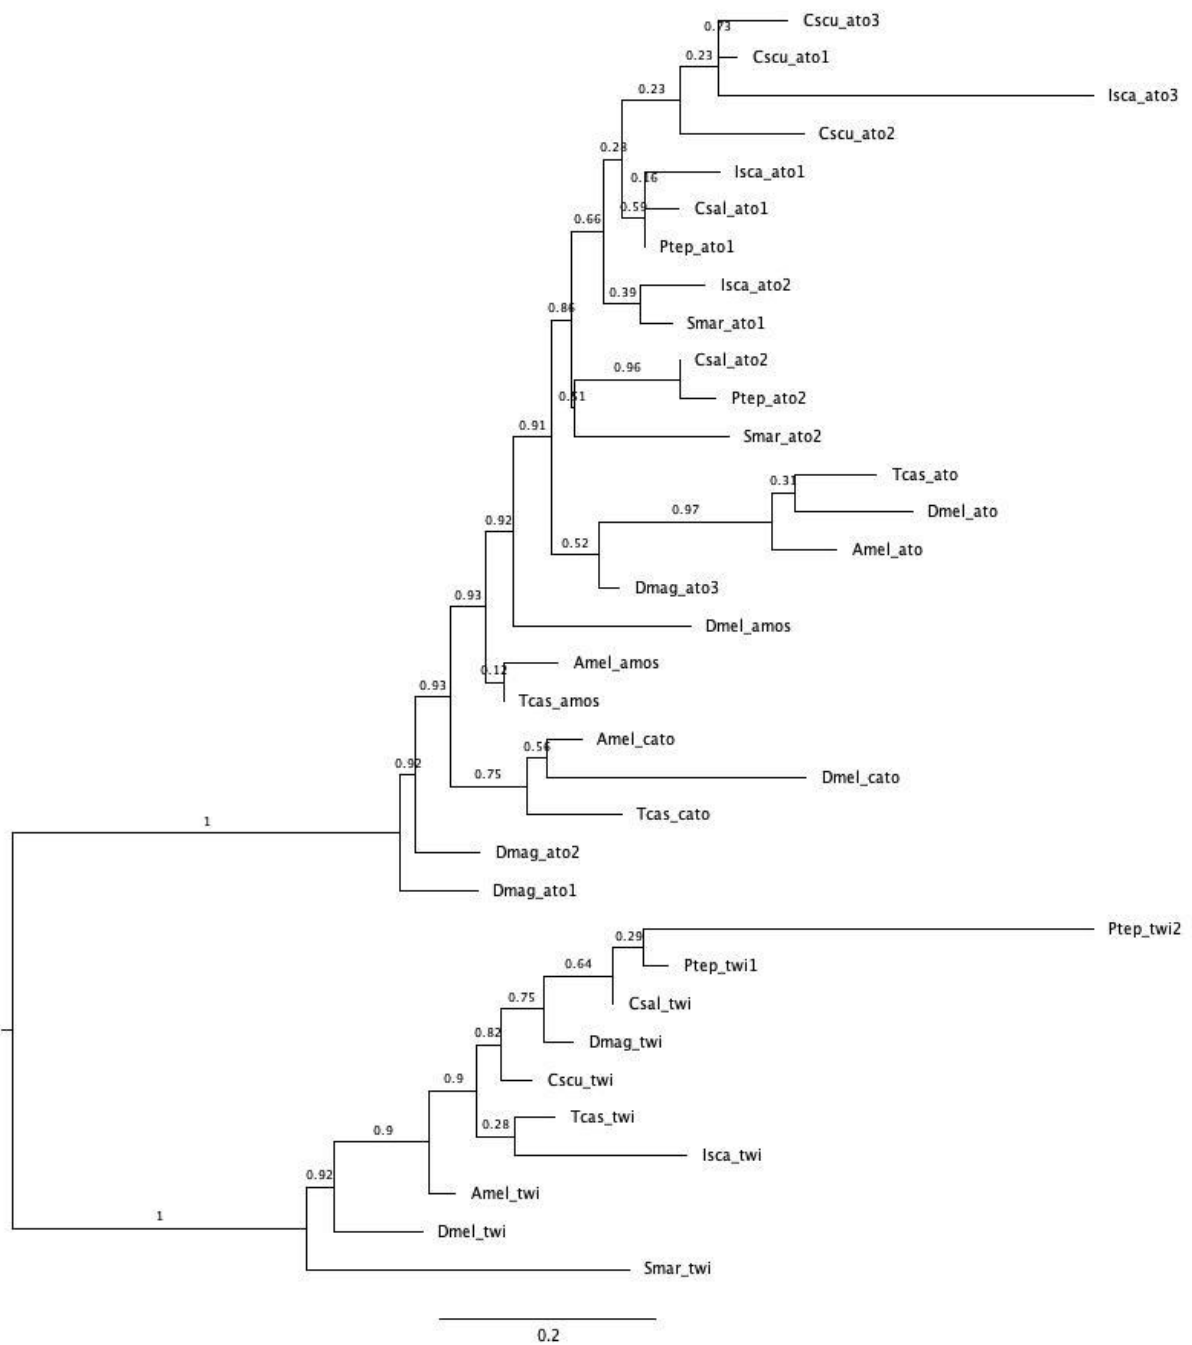 Cscu_ato3
0.73
0.23
Cscu_ato1
0.23
Isca_ato3
Cscu_ato2
0.28
Isca_ato1
0.16
0.59
Csal_ato1
0.66
Ptep_ato1
Isca_ato2
0.39
0.86
Smar_ato1
Csal_ato2
0.96
0.51
Ptep_ato2
0.91
Smar_ato2
Tcas_ato
0.31
0.97
Dmel_ato
0.92
0.52
Amel_ato
Dmag_ato3
0.93
Dmel_amos
Amel_amos
0.12
0.93
Tcas_amos
Amel_cato
0.56
0.92
0.75
Dmel_cato
Tcas_cato
1
Dmag_ato2
Dmag_ato1
Ptep_twi2
0.29
0.64
Ptep_twi1
0.75
Csal_twi
0.82
Dmag_twi
0.9
Cscu_twi
Tcas_twi
0.28
0.9
Isca_twi
0.92
Amel_twi
1
Dmel_twi
Smar_twi
0.2